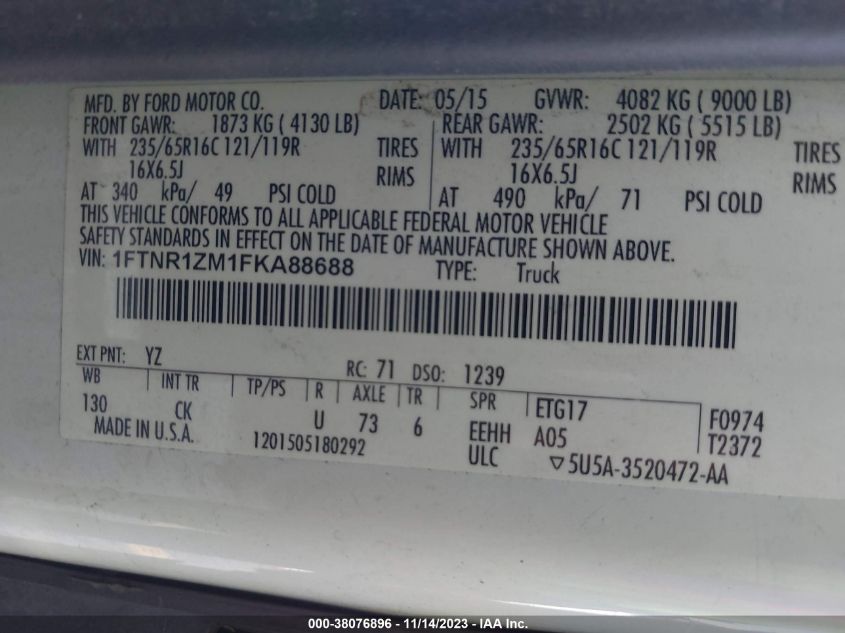 MFD. BY FORD MOTOR CO. DATE: 05/15 GVWR: 4082 KG ( 9000 LB)
FRONT GAWR: 1873 KG ( 4130 LB) REAR GAWR: 2502 KG ( 5515 LB)
WITH 235/65R16C 121/119R TIRES WITH 235/65R16C 121/119R TIRES
16X6.5J RIMS 16X6.5J RIMS
AT 340 kPa/ 49 PSI COLD AT 490 kPa/ 71 PSI COLD
THIS VEHICLE CONFORMS TO ALL APPLICABLE FEDERAL MOTOR VEHICLE
SAFETY STANDARDS IN EFFECT ON THE DATE OF MANUFACTURE SHOWN ABOVE.
VIN: 1FTNR1ZM1FKA88688 TYPE: Truck
EXT PNT: YZ RC: 71 DSO: 1239
WB INT TR TP/PS R AXLE TR SPR ETG17 F0974
130 CK U 73 6 EEHH A05 T2372
MADE IN U.S.A. 1201505180292 ULC ▽5U5A-3520472-AA
000-38076896 - 11/14/2023 - IAA Inc.